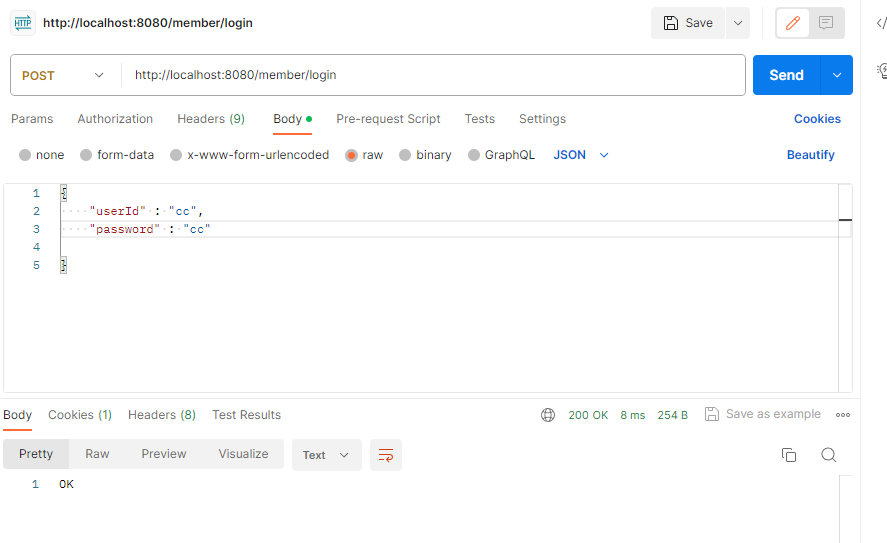 HTTP http://localhost:8080/member/login Save
POST http://localhost:8080/member/login Send
Params Authorization Headers (9) Body Pre-request Script Tests Settings Cookies
none form-data x-www-form-urlencoded raw binary GraphQL JSON Beautify
1 {
2 "userId" : "cc",
3 "password" : "cc"
4
5 }
Body Cookies (1) Headers (8) Test Results 200 OK 8 ms 254 B Save as example
Pretty Raw Preview Visualize Text
1 OK